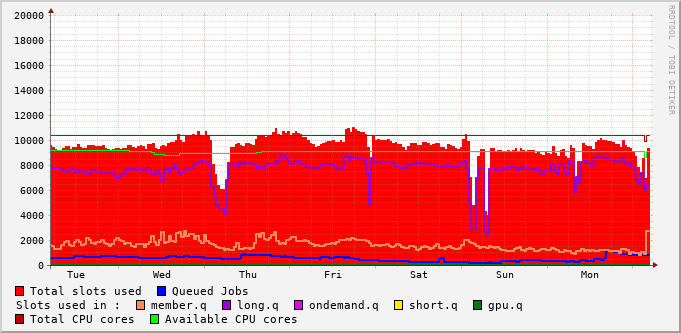 20000
18000
16000
14000
12000
10000
8000
6000
4000
2000
0
Tue Wed Thu Fri Sat Sun Mon
Total slots used Queued Jobs
Slots used in : member.q long.q ondemand.q short.q gpu.q
Total CPU cores Available CPU cores
RRDTOOL / TOBI OETIKER